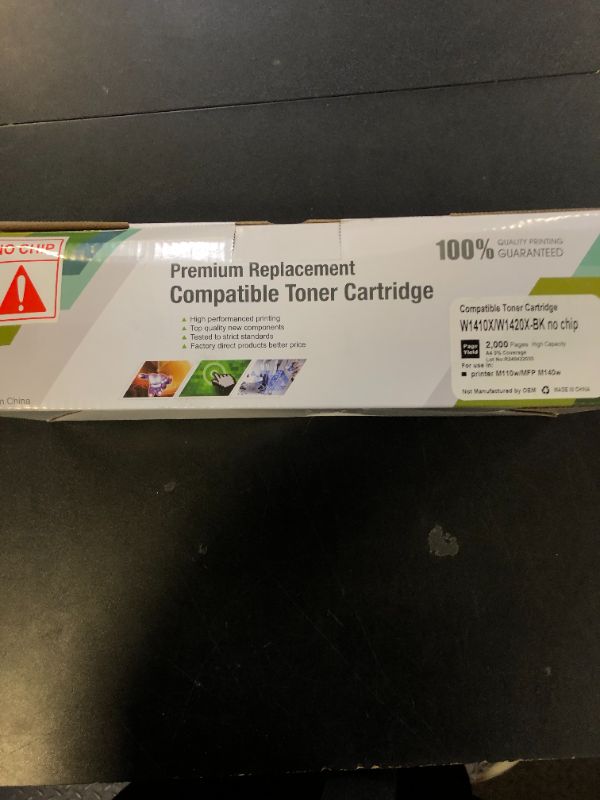 NO CHIP
Premium Replacement
Compatible Toner Cartridge
▲ High performanced printing
▲ Top quality new components
▲ Tested to strict standards
▲ Factory direct products better price
100% QUALITY PRINTING GUARANTEED
Compatible Toner Cartridge
W1410X/W1420X-BK no chip
Page Yield
2,000 Pages High Capacity
A4 5% Coverage
For use in:
■ printer M110w/MFP M140w
Not Manufactured by OEM MADE IN CHINA
n China